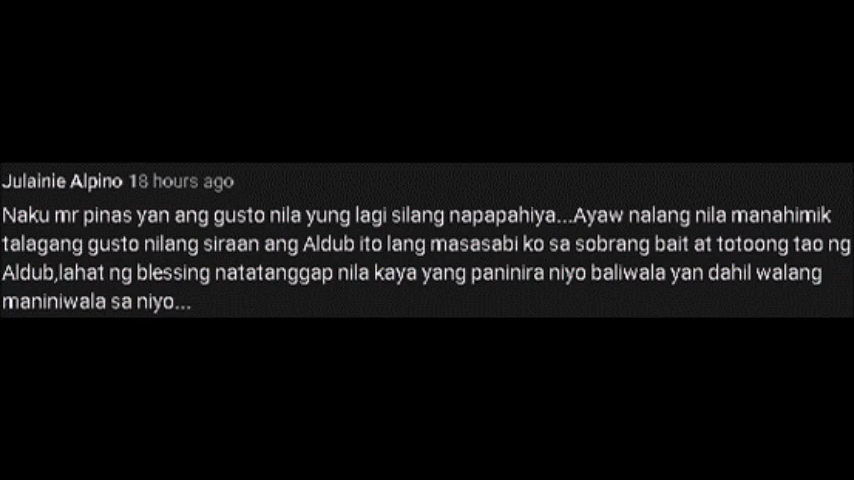 Julainie Alpino 18 hours ago
Naku mr pinas yan ang gusto nila yung lagi silang napapahiya...Ayaw nalang nila manahimik
talagang gusto nilang siraan ang Aldub ito lang masasabi ko sa sobrang bait at totoong tao ng
Aldub,lahat ng blessing natatanggap nila kaya yang paninira niyo baliwala yan dahil walang
maniniwala sa niyo...